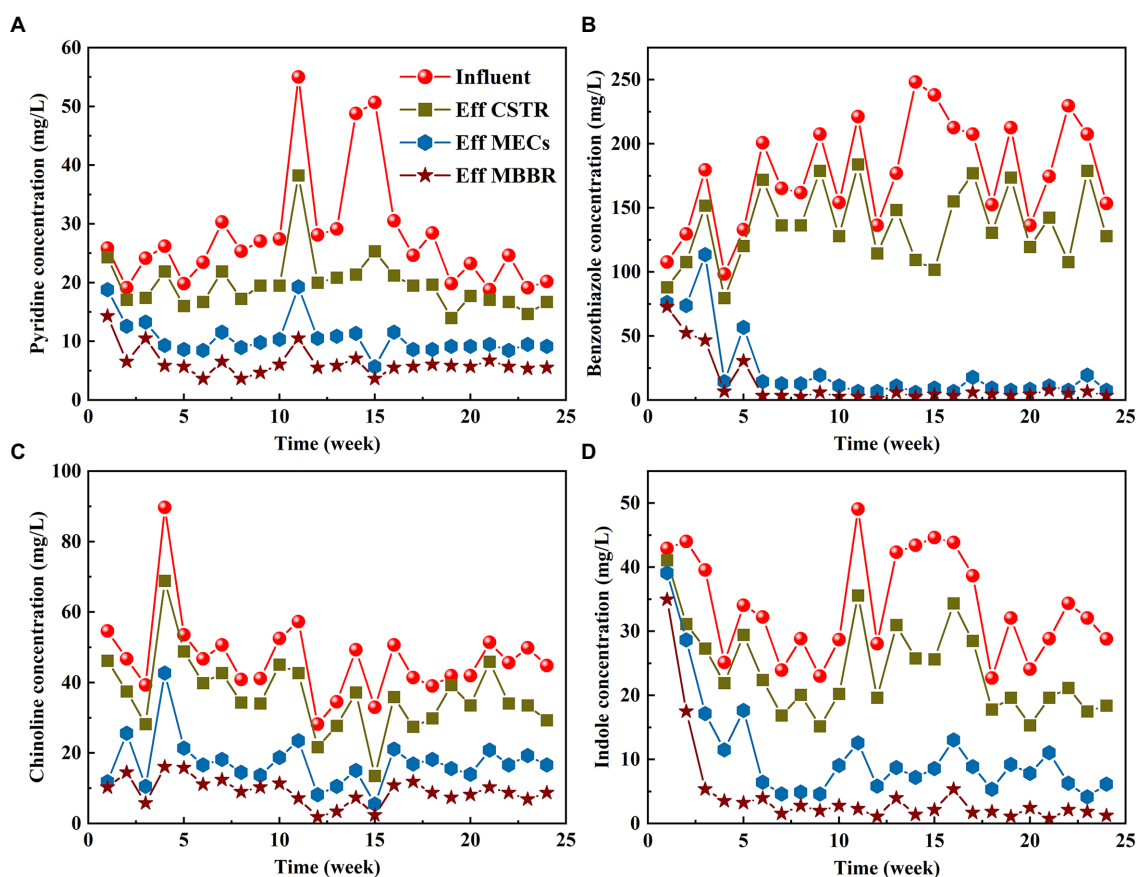 A
Pyridine concentration (mg/L)
60
50
40
30
20
10
0
Influent
Eff CSTR
Eff MECs
Eff MBBR
0 5 10 15 20 25
Time (week)
B
Benzothiazole concentration (mg/L)
250
200
150
100
50
0
0 5 10 15 20 25
Time (week)
C
Chinoline concentration (mg/L)
100
80
60
40
20
0
0 5 10 15 20 25
Time (week)
D
Indole concentration (mg/L)
50
40
30
20
10
0
0 5 10 15 20 25
Time (week)